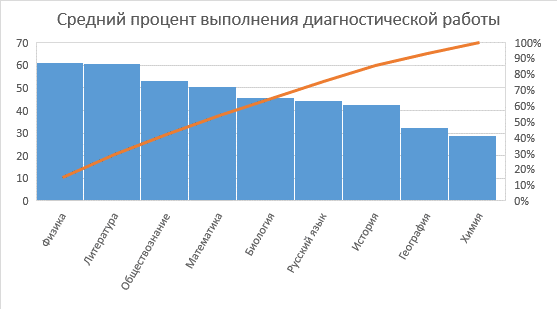 Средний процент выполнения диагностической работы
70
60
50
40
30
20
10
0
100%
90%
80%
70%
60%
50%
40%
30%
20%
10%
0%
Физика
Литература
Обществознание
Математика
Биология
Русский язык
История
География
Химия